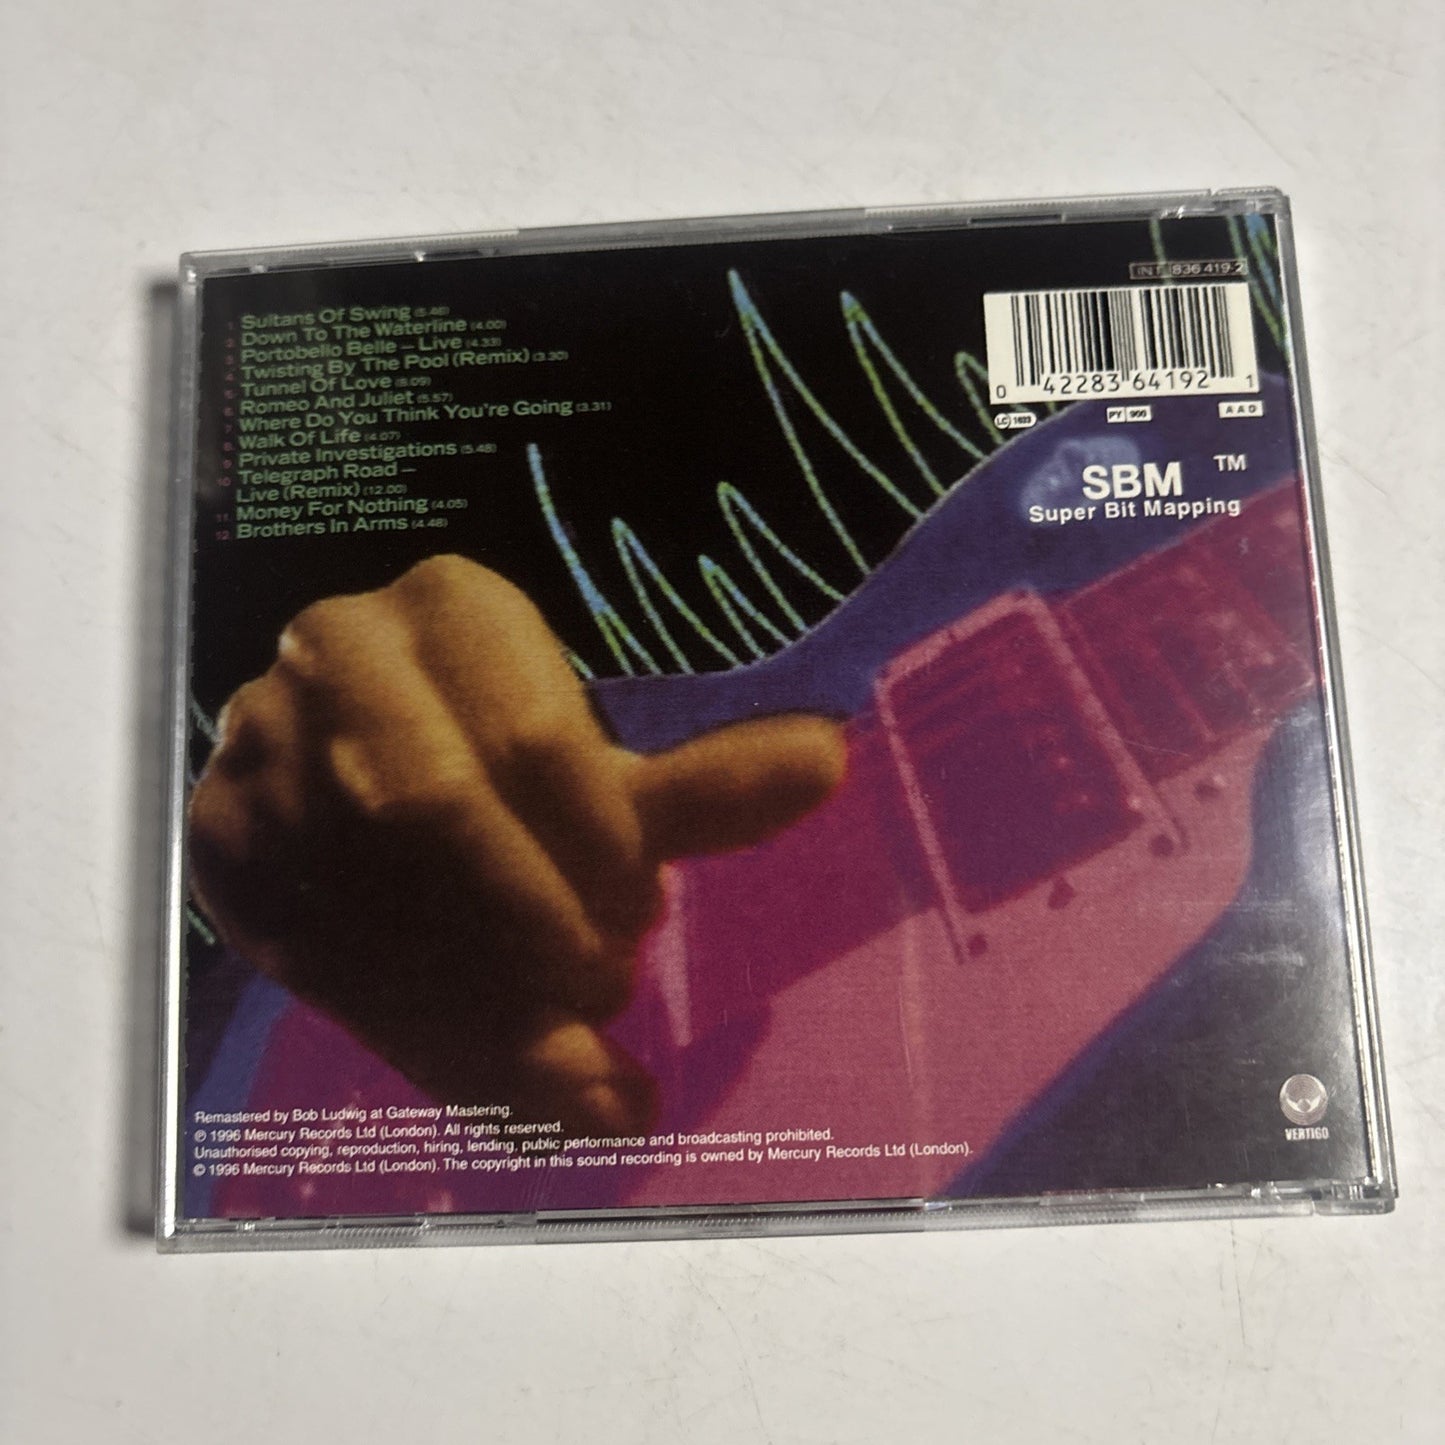 1. Sultans Of Swing (5.46)
2. Down To The Waterline (4.00)
3. Portobello Belle – Live (4.33)
4. Twisting By The Pool (Remix) (3.30)
5. Tunnel Of Love (8.09)
6. Romeo And Juliet (5.57)
7. Where Do You Think You're Going (3.31)
8. Walk Of Life (4.07)
9. Private Investigations (5.48)
10 Telegraph Road –
Live (Remix) (12.00)
11. Money For Nothing (4.05)
12. Brothers In Arms (4.48)
INT 836 419-2
0 42283 64192 1
LC 1633 PY 900 AAD
SBM TM
Super Bit Mapping
Remastered by Bob Ludwig at Gateway Mastering.
℗ 1996 Mercury Records Ltd (London). All rights reserved.
Unauthorised copying, reproduction, hiring, lending, public performance and broadcasting prohibited.
© 1996 Mercury Records Ltd (London). The copyright in this sound recording is owned by Mercury Records Ltd (London).
VERTIGO